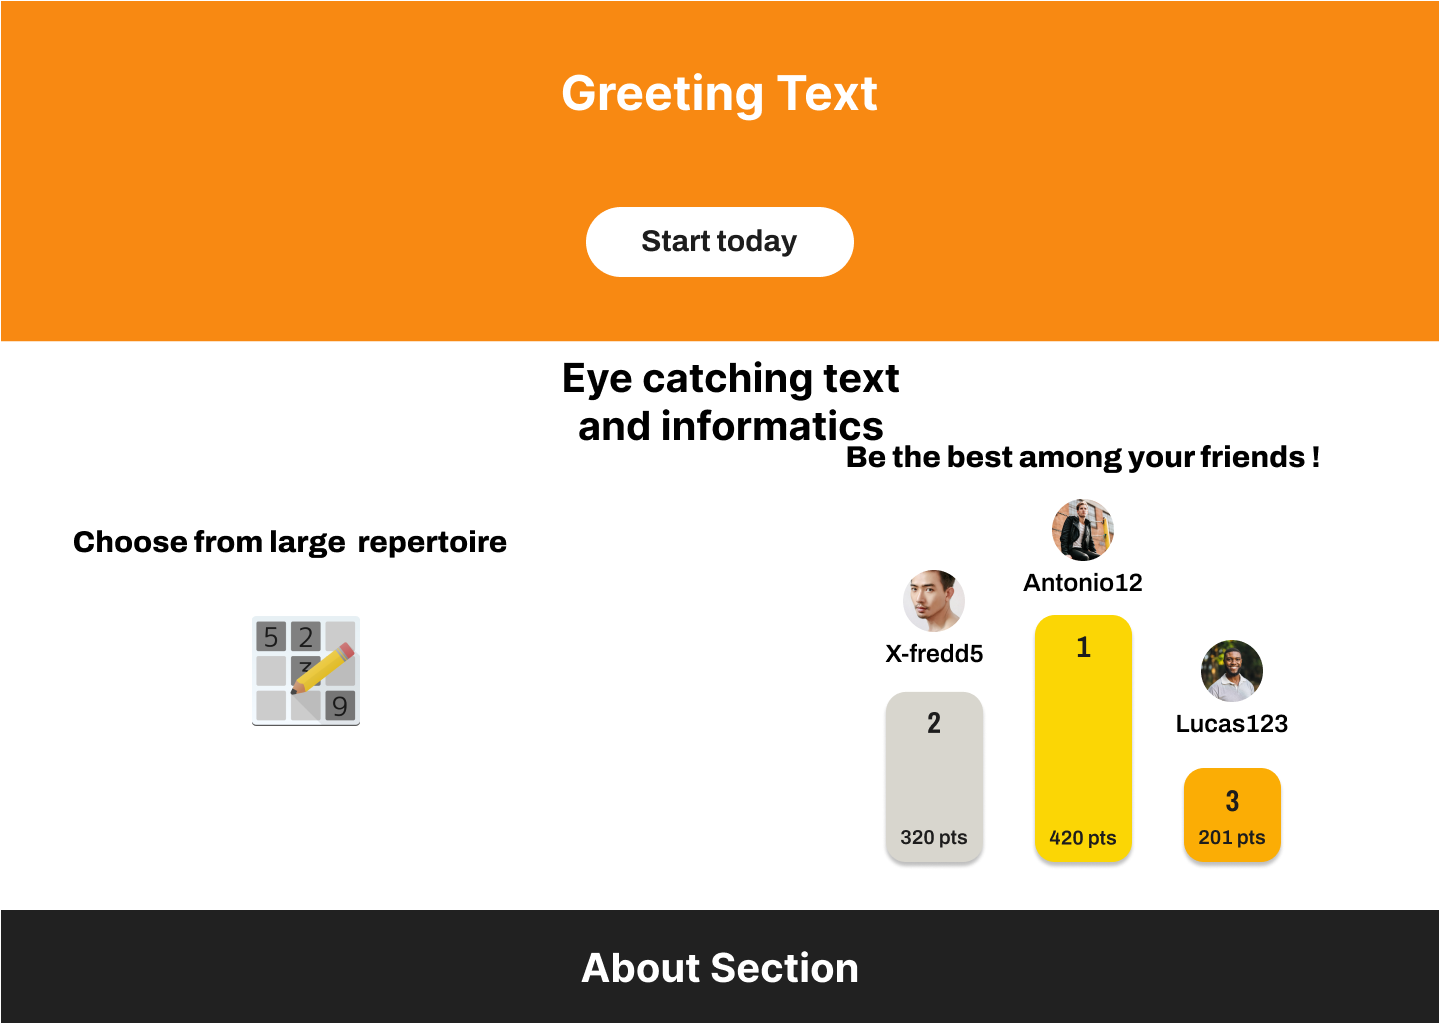 Greeting Text
Start today
Eye catching text
and informatics
Be the best among your friends !
Choose from large  repertoire
5 2
3
9
Antonio12
X-fredd5
Lucas123
1
2
3
320 pts
420 pts
201 pts
About Section